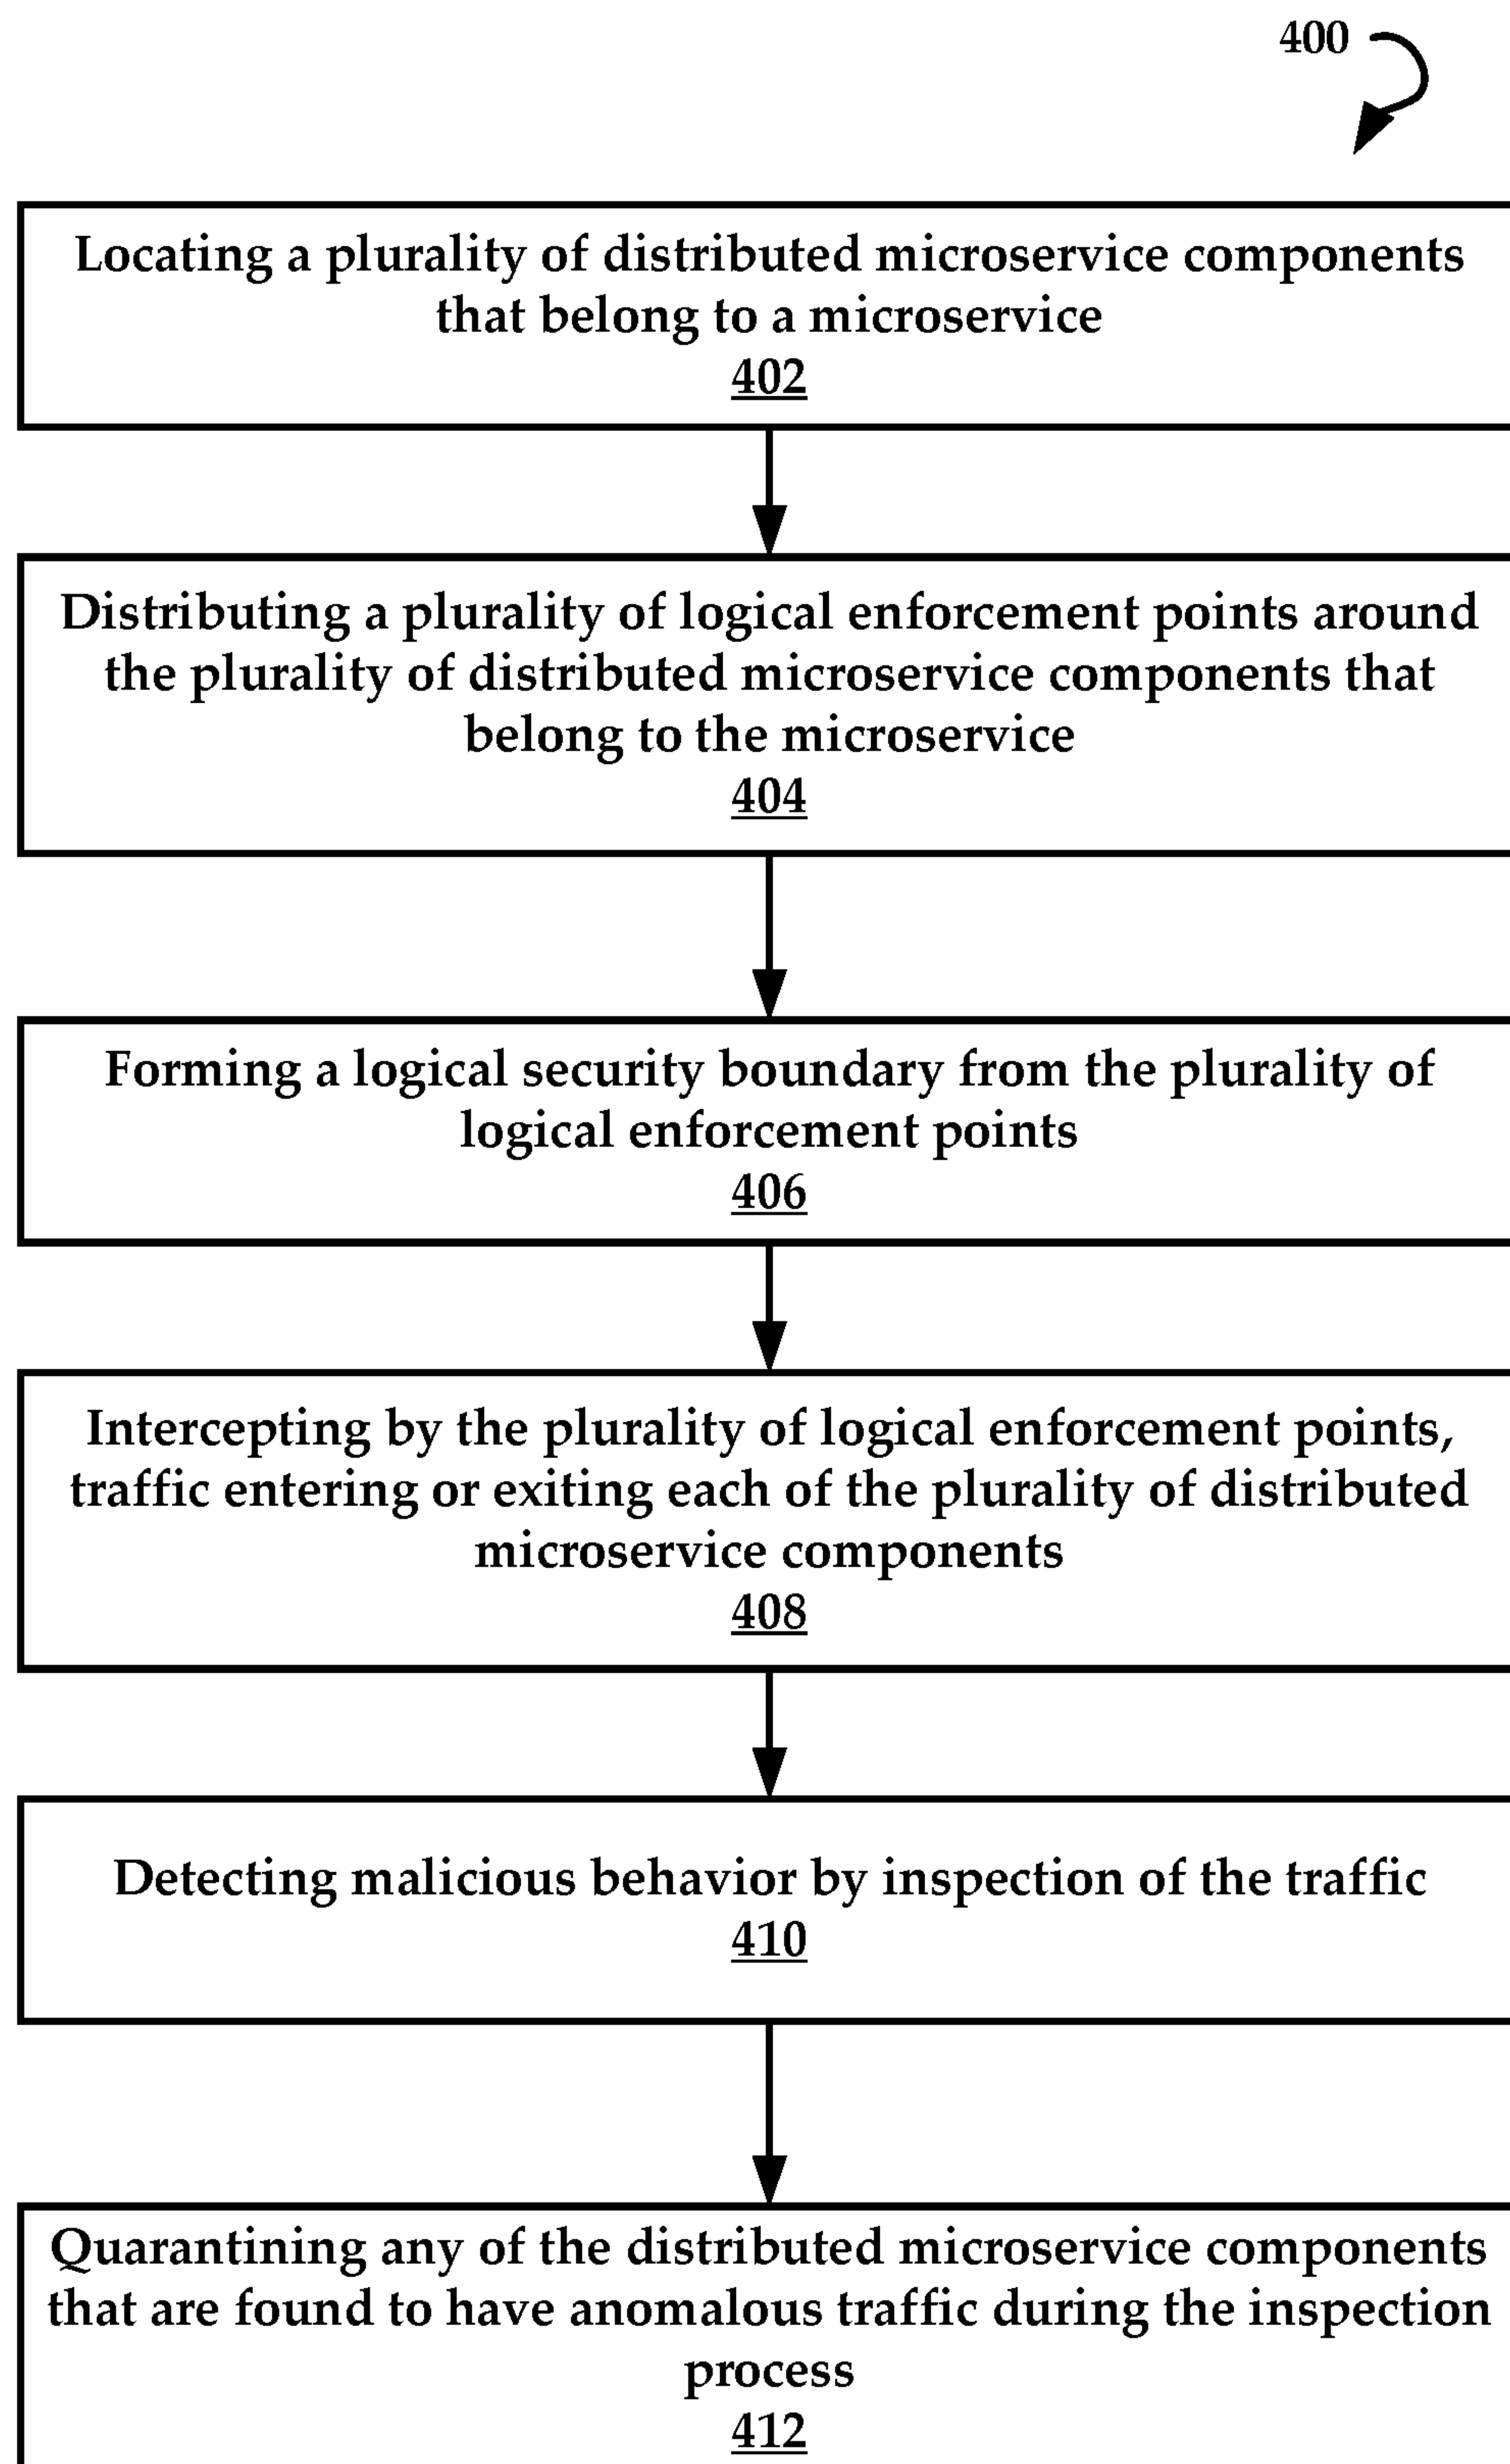 400
Locating a plurality of distributed microservice components
that belong to a microservice
402
Distributing a plurality of logical enforcement points around
the plurality of distributed microservice components that
belong to the microservice
404
Forming a logical security boundary from the plurality of
logical enforcement points
406
Intercepting by the plurality of logical enforcement points,
traffic entering or exiting each of the plurality of distributed
microservice components
408
Detecting malicious behavior by inspection of the traffic
410
Quarantining any of the distributed microservice components
that are found to have anomalous traffic during the inspection
process
412